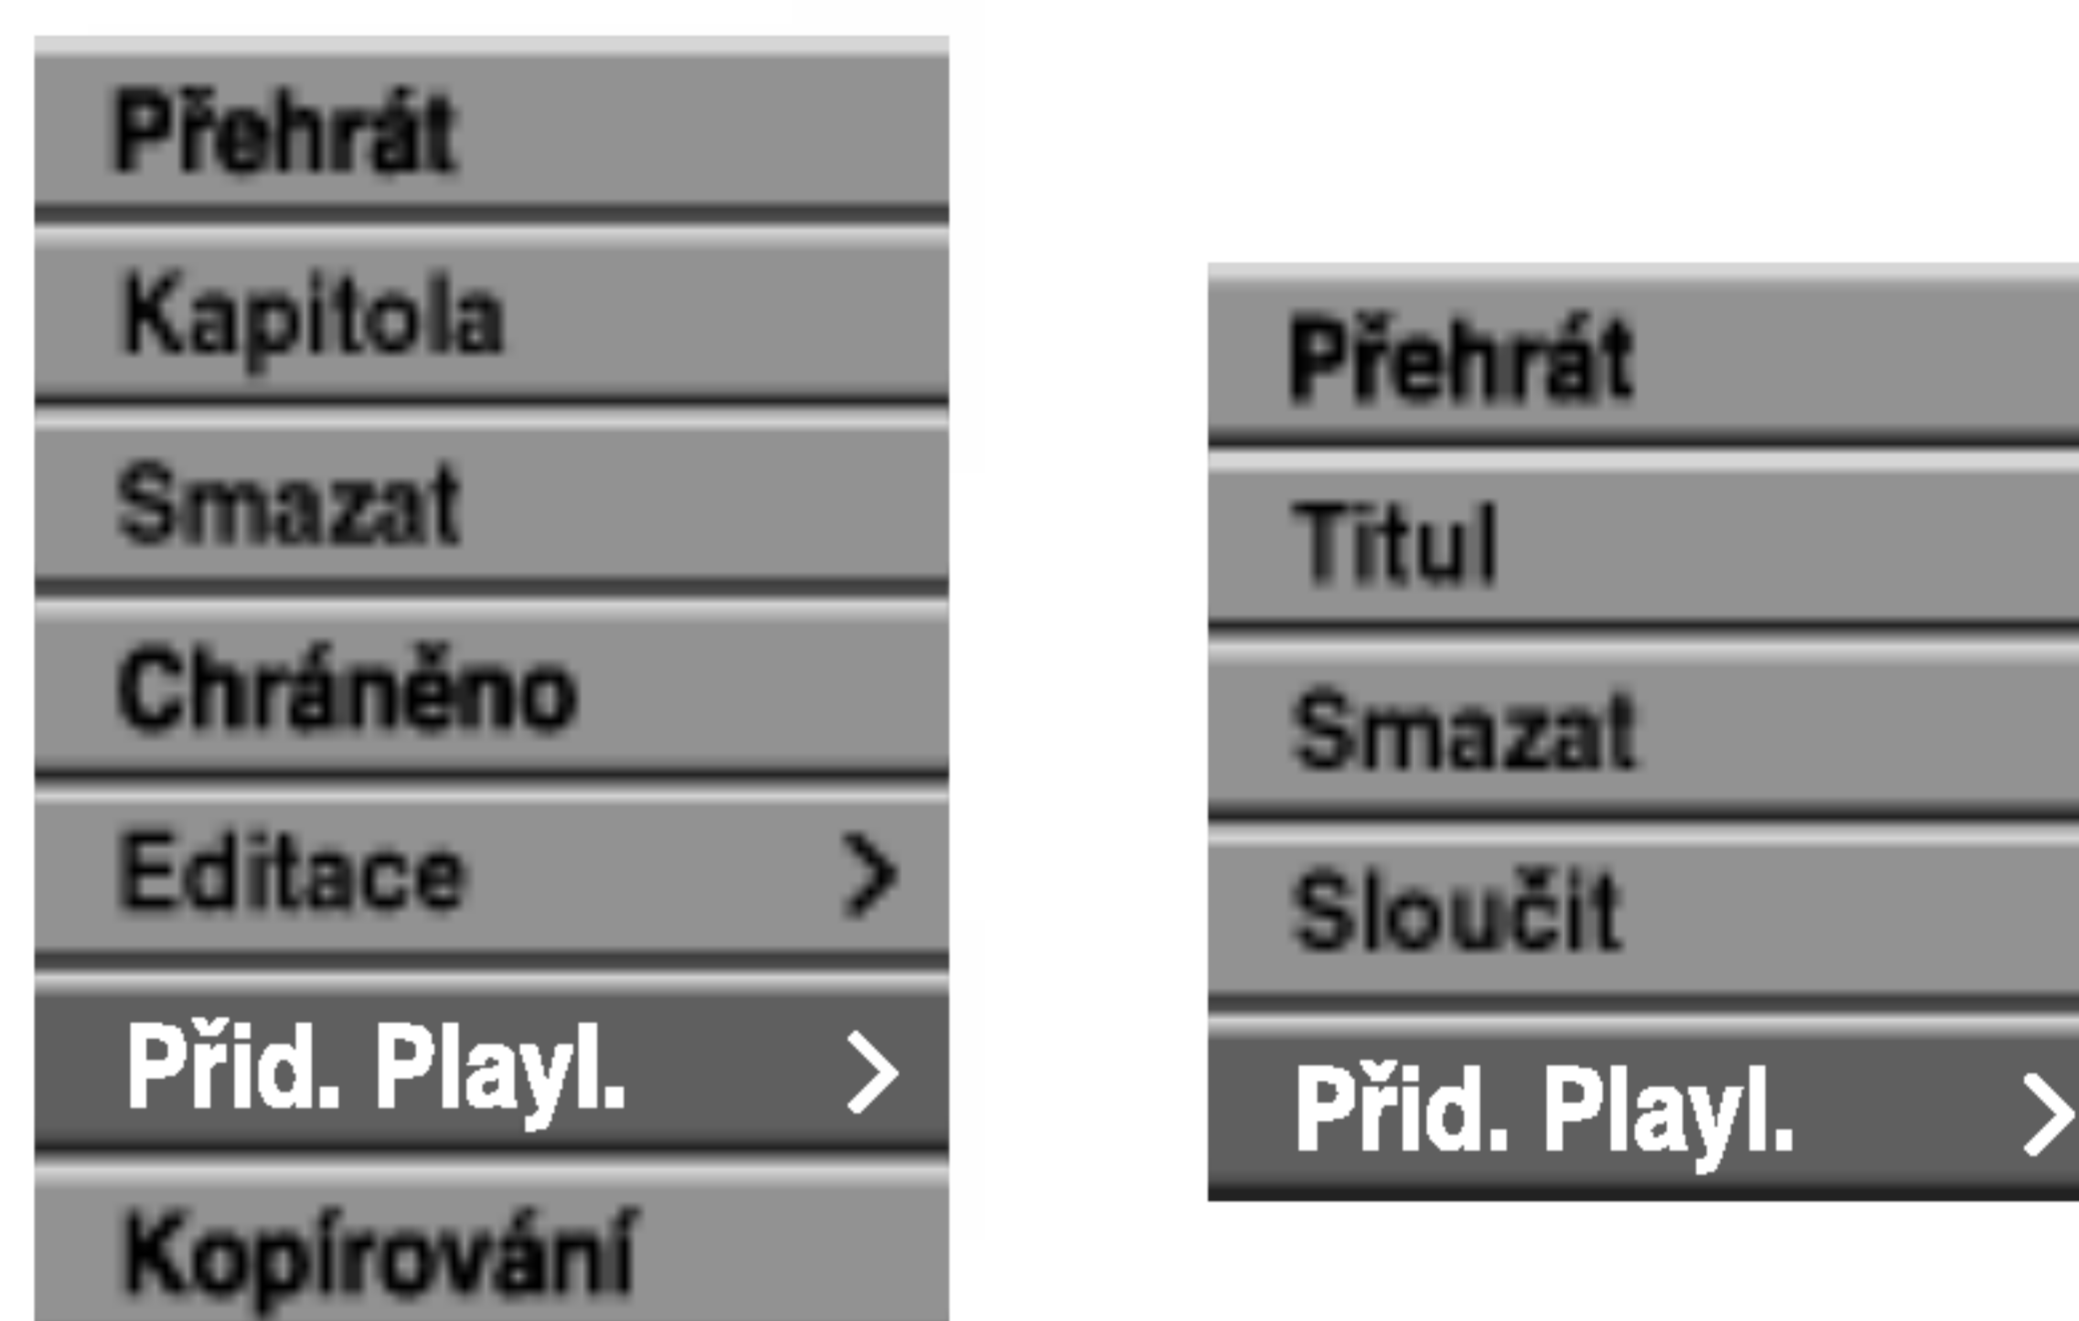 Přehrát
Kapitola
Smazat
Chráněno
Editace >
Přid. Playl. >
Kopírování
Přehrát
Titul
Smazat
Sloučit
Přid. Playl. >